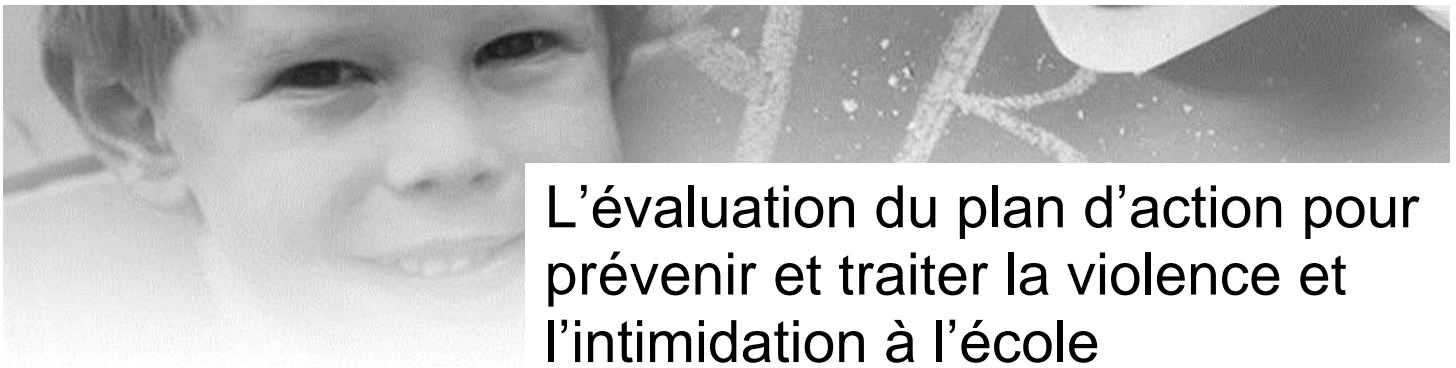 L’évaluation du plan d’action pour
prévenir et traiter la violence et
l’intimidation à l’école